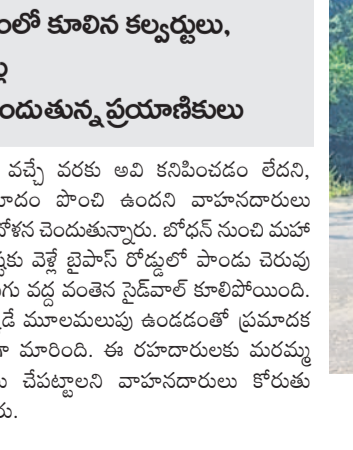 ంలో కూలిన కల్వర్టులు,
ందుతున్న ప్రయాణికులు
వచ్చే వరకు అవి కనిపించడం లేదని,
ాదం పొంచి ఉందని వాహనదారులు
ోళన చెందుతున్నారు. బోధన్ నుంచి మహా
ష్ట్రకు వెళ్లే బైపాస్ రోడ్డులో పాండు చెరువు
గు వద్ద వంతెన సైడ్‌వాల్ కూలిపోయింది.
్కడే మూలమలుపు ఉండడంతో ప్రమాదక
ా మారింది. ఈ రహదారులకు మరమ్మ
ు చేపట్టాలని వాహనదారులు కోరుతు
రు.